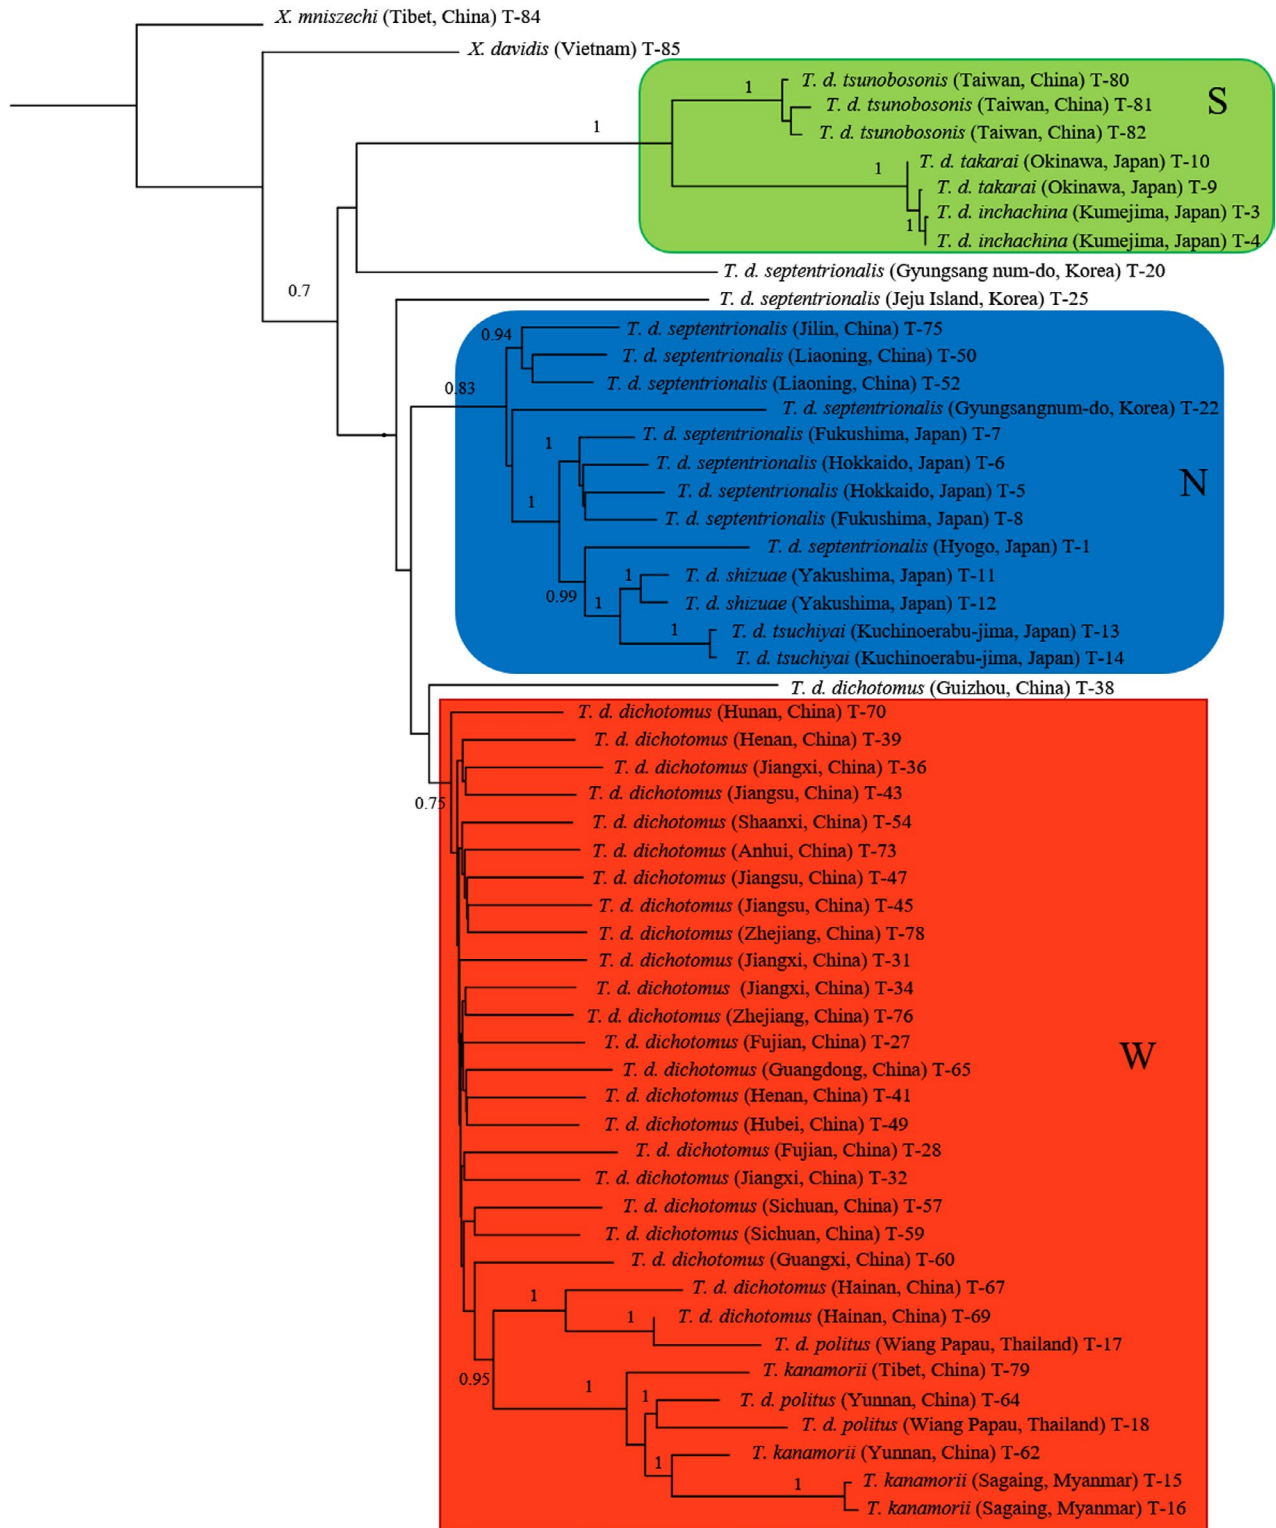 X. mniszechi (Tibet, China) T-84
X. davidis (Vietnam) T-85
1
T. d. tsunobosonis (Taiwan, China) T-80
T. d. tsunobosonis (Taiwan, China) T-81
S
1
T. d. tsunobosonis (Taiwan, China) T-82
1
T. d. takarai (Okinawa, Japan) T-10
T. d. takarai (Okinawa, Japan) T-9
T. d. inchachina (Kumejima, Japan) T-3
1
T. d. inchachina (Kumejima, Japan) T-4
T. d. septentrionalis (Gyungsang num-do, Korea) T-20
0.7
T. d. septentrionalis (Jeju Island, Korea) T-25
0.94
T. d. septentrionalis (Jilin, China) T-75
T. d. septentrionalis (Liaoning, China) T-50
0.83
T. d. septentrionalis (Liaoning, China) T-52
T. d. septentrionalis (Gyungsangnum-do, Korea) T-22
1
T. d. septentrionalis (Fukushima, Japan) T-7
T. d. septentrionalis (Hokkaido, Japan) T-6
N
1
T. d. septentrionalis (Hokkaido, Japan) T-5
T. d. septentrionalis (Fukushima, Japan) T-8
T. d. septentrionalis (Hyogo, Japan) T-1
1
T. d. shizuae (Yakushima, Japan) T-11
0.99
1
T. d. shizuae (Yakushima, Japan) T-12
1
T. d. tsuchiyai (Kuchinoerabu-jima, Japan) T-13
T. d. tsuchiyai (Kuchinoerabu-jima, Japan) T-14
T. d. dichotomus (Guizhou, China) T-38
T. d. dichotomus (Hunan, China) T-70
T. d. dichotomus (Henan, China) T-39
T. d. dichotomus (Jiangxi, China) T-36
0.75
T. d. dichotomus (Jiangsu, China) T-43
T. d. dichotomus (Shaanxi, China) T-54
T. d. dichotomus (Anhui, China) T-73
T. d. dichotomus (Jiangsu, China) T-47
T. d. dichotomus (Jiangsu, China) T-45
T. d. dichotomus (Zhejiang, China) T-78
T. d. dichotomus (Jiangxi, China) T-31
T. d. dichotomus (Jiangxi, China) T-34
T. d. dichotomus (Zhejiang, China) T-76
T. d. dichotomus (Fujian, China) T-27
W
T. d. dichotomus (Guangdong, China) T-65
T. d. dichotomus (Henan, China) T-41
T. d. dichotomus (Hubei, China) T-49
T. d. dichotomus (Fujian, China) T-28
T. d. dichotomus (Jiangxi, China) T-32
T. d. dichotomus (Sichuan, China) T-57
T. d. dichotomus (Sichuan, China) T-59
T. d. dichotomus (Guangxi, China) T-60
1
T. d. dichotomus (Hainan, China) T-67
1
T. d. dichotomus (Hainan, China) T-69
T. d. politus (Wiang Papau, Thailand) T-17
0.95
T. kanamorii (Tibet, China) T-79
1
1
T. d. politus (Yunnan, China) T-64
T. d. politus (Wiang Papau, Thailand) T-18
1
T. kanamorii (Yunnan, China) T-62
1
T. kanamorii (Sagaing, Myanmar) T-15
T. kanamorii (Sagaing, Myanmar) T-16